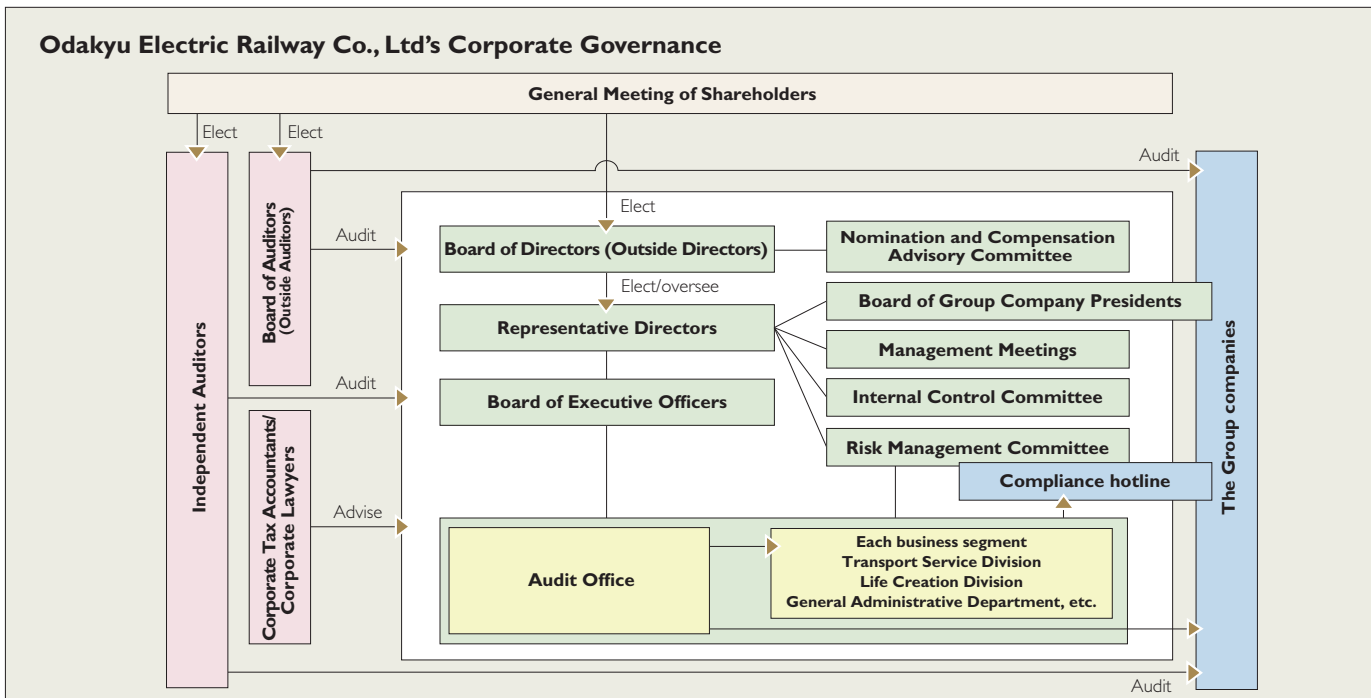 Odakyu Electric Railway Co., Ltd's Corporate Governance
General Meeting of Shareholders
Elect
Elect
Elect
Independent Auditors
Board of Auditors
(Outside Auditors)
Corporate Tax Accountants/
Corporate Lawyers
Audit
Audit
Audit
Advise
Board of Directors (Outside Directors)
Nomination and Compensation
Advisory Committee
Elect/oversee
Representative Directors
Board of Group Company Presidents
Management Meetings
Board of Executive Officers
Internal Control Committee
Risk Management Committee
Compliance hotline
The Group companies
Audit Office
Each business segment
Transport Service Division
Life Creation Division
General Administrative Department, etc.
Audit